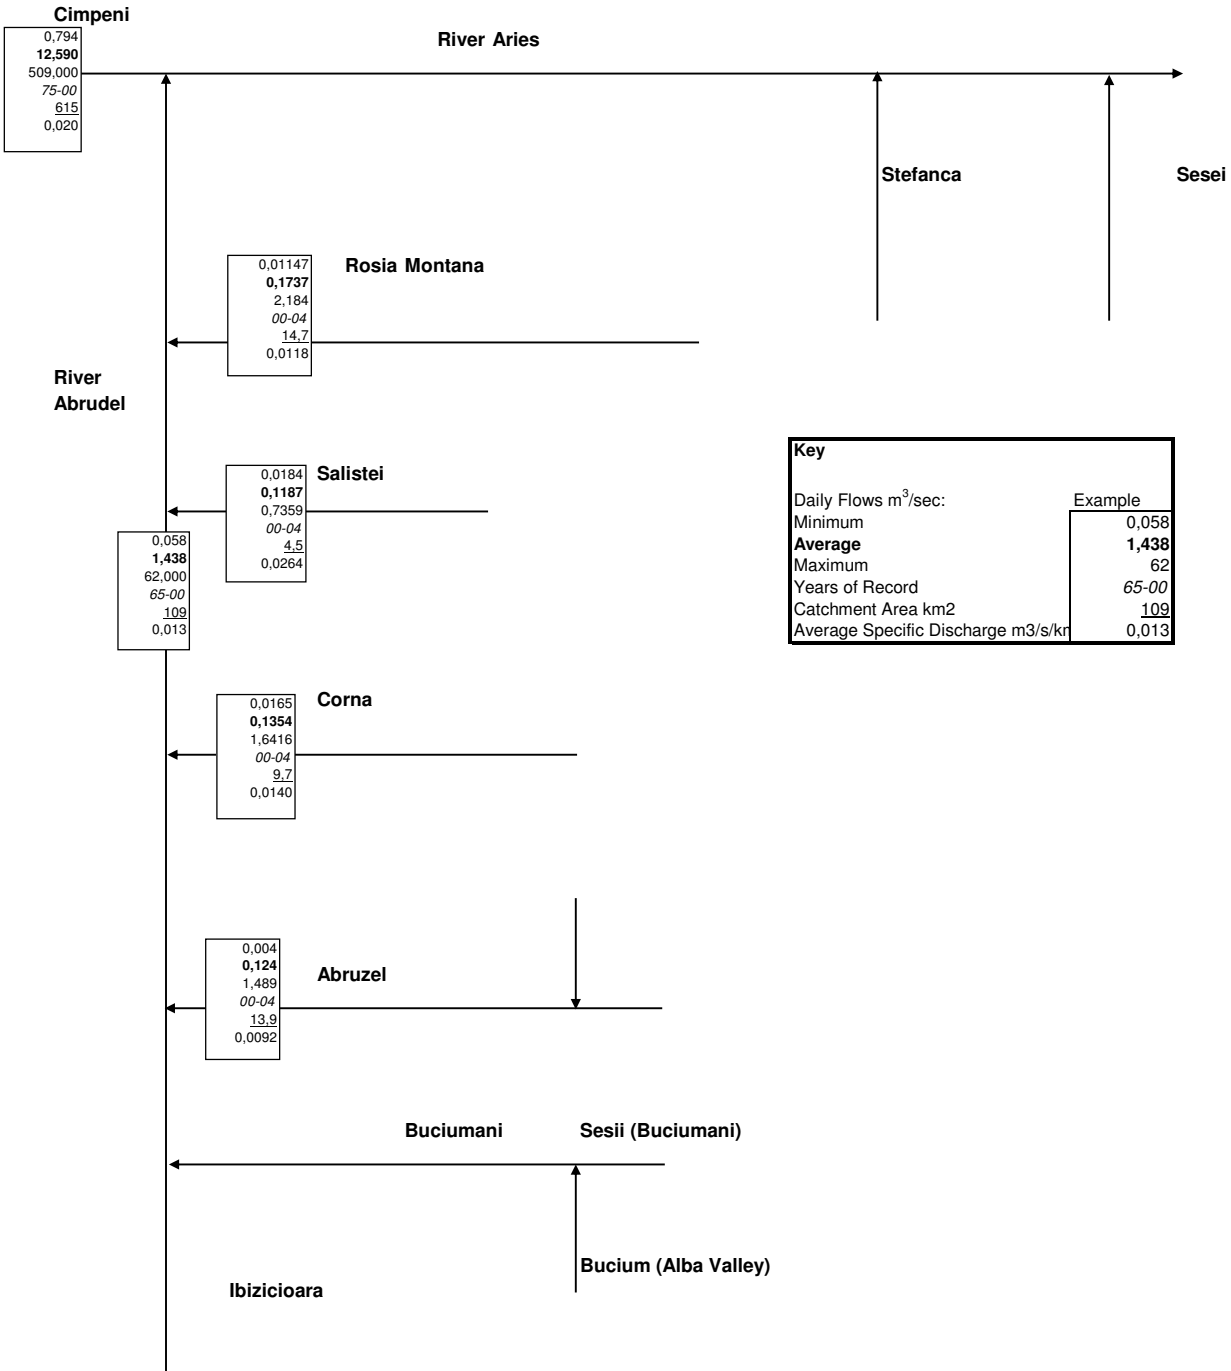 Cimpeni
0,794
12,590
509,000
75-00
615
0,020
River Aries
Stefanca
Sesei
0,01147
0,1737
2,184
00-04
14,7
0,0118
Rosia Montana
River
Abrudel
0,0184
0,1187
0,7359
00-04
4,5
0,0264
Salistei
0,058
1,438
62,000
65-00
109
0,013
Key
Daily Flows m³/sec: Example
Minimum 0,058
Average 1,438
Maximum 62
Years of Record 65-00
Catchment Area km2 109
Average Specific Discharge m3/s/km 0,013
0,0165
0,1354
1,6416
00-04
9,7
0,0140
Corna
0,004
0,124
1,489
00-04
13,9
0,0092
Abruzel
Buciumani
Sesii (Buciumani)
Bucium (Alba Valley)
Ibizicioara